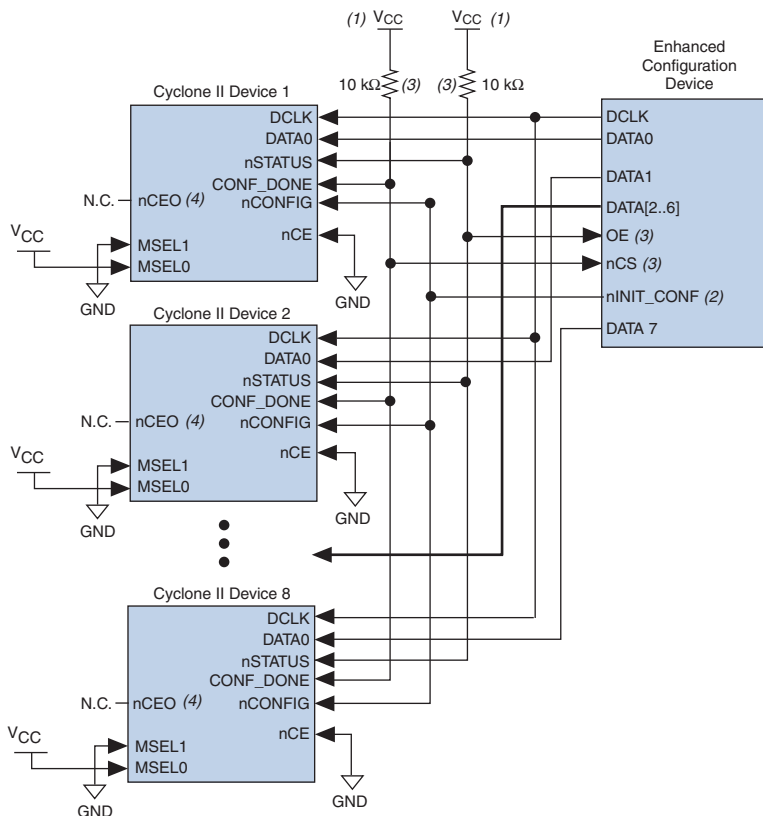 (1) VCC VCC (1)
10 kΩ (3) (3) 10 kΩ
Enhanced
Configuration
Device
DCLK
DATA0
DATA1
DATA[2..6]
OE (3)
nCS (3)
nINIT_CONF (2)
DATA 7
Cyclone II Device 1
DCLK
DATA0
nSTATUS
CONF_DONE
nCONFIG
nCE
N.C. nCEO (4)
VCC
MSEL1
MSEL0
GND
GND
Cyclone II Device 2
DCLK
DATA0
nSTATUS
CONF_DONE
nCONFIG
nCE
N.C. nCEO (4)
VCC
MSEL1
MSEL0
GND
GND
Cyclone II Device 8
DCLK
DATA0
nSTATUS
CONF_DONE
nCONFIG
nCE
N.C. nCEO (4)
VCC
MSEL1
MSEL0
GND
GND